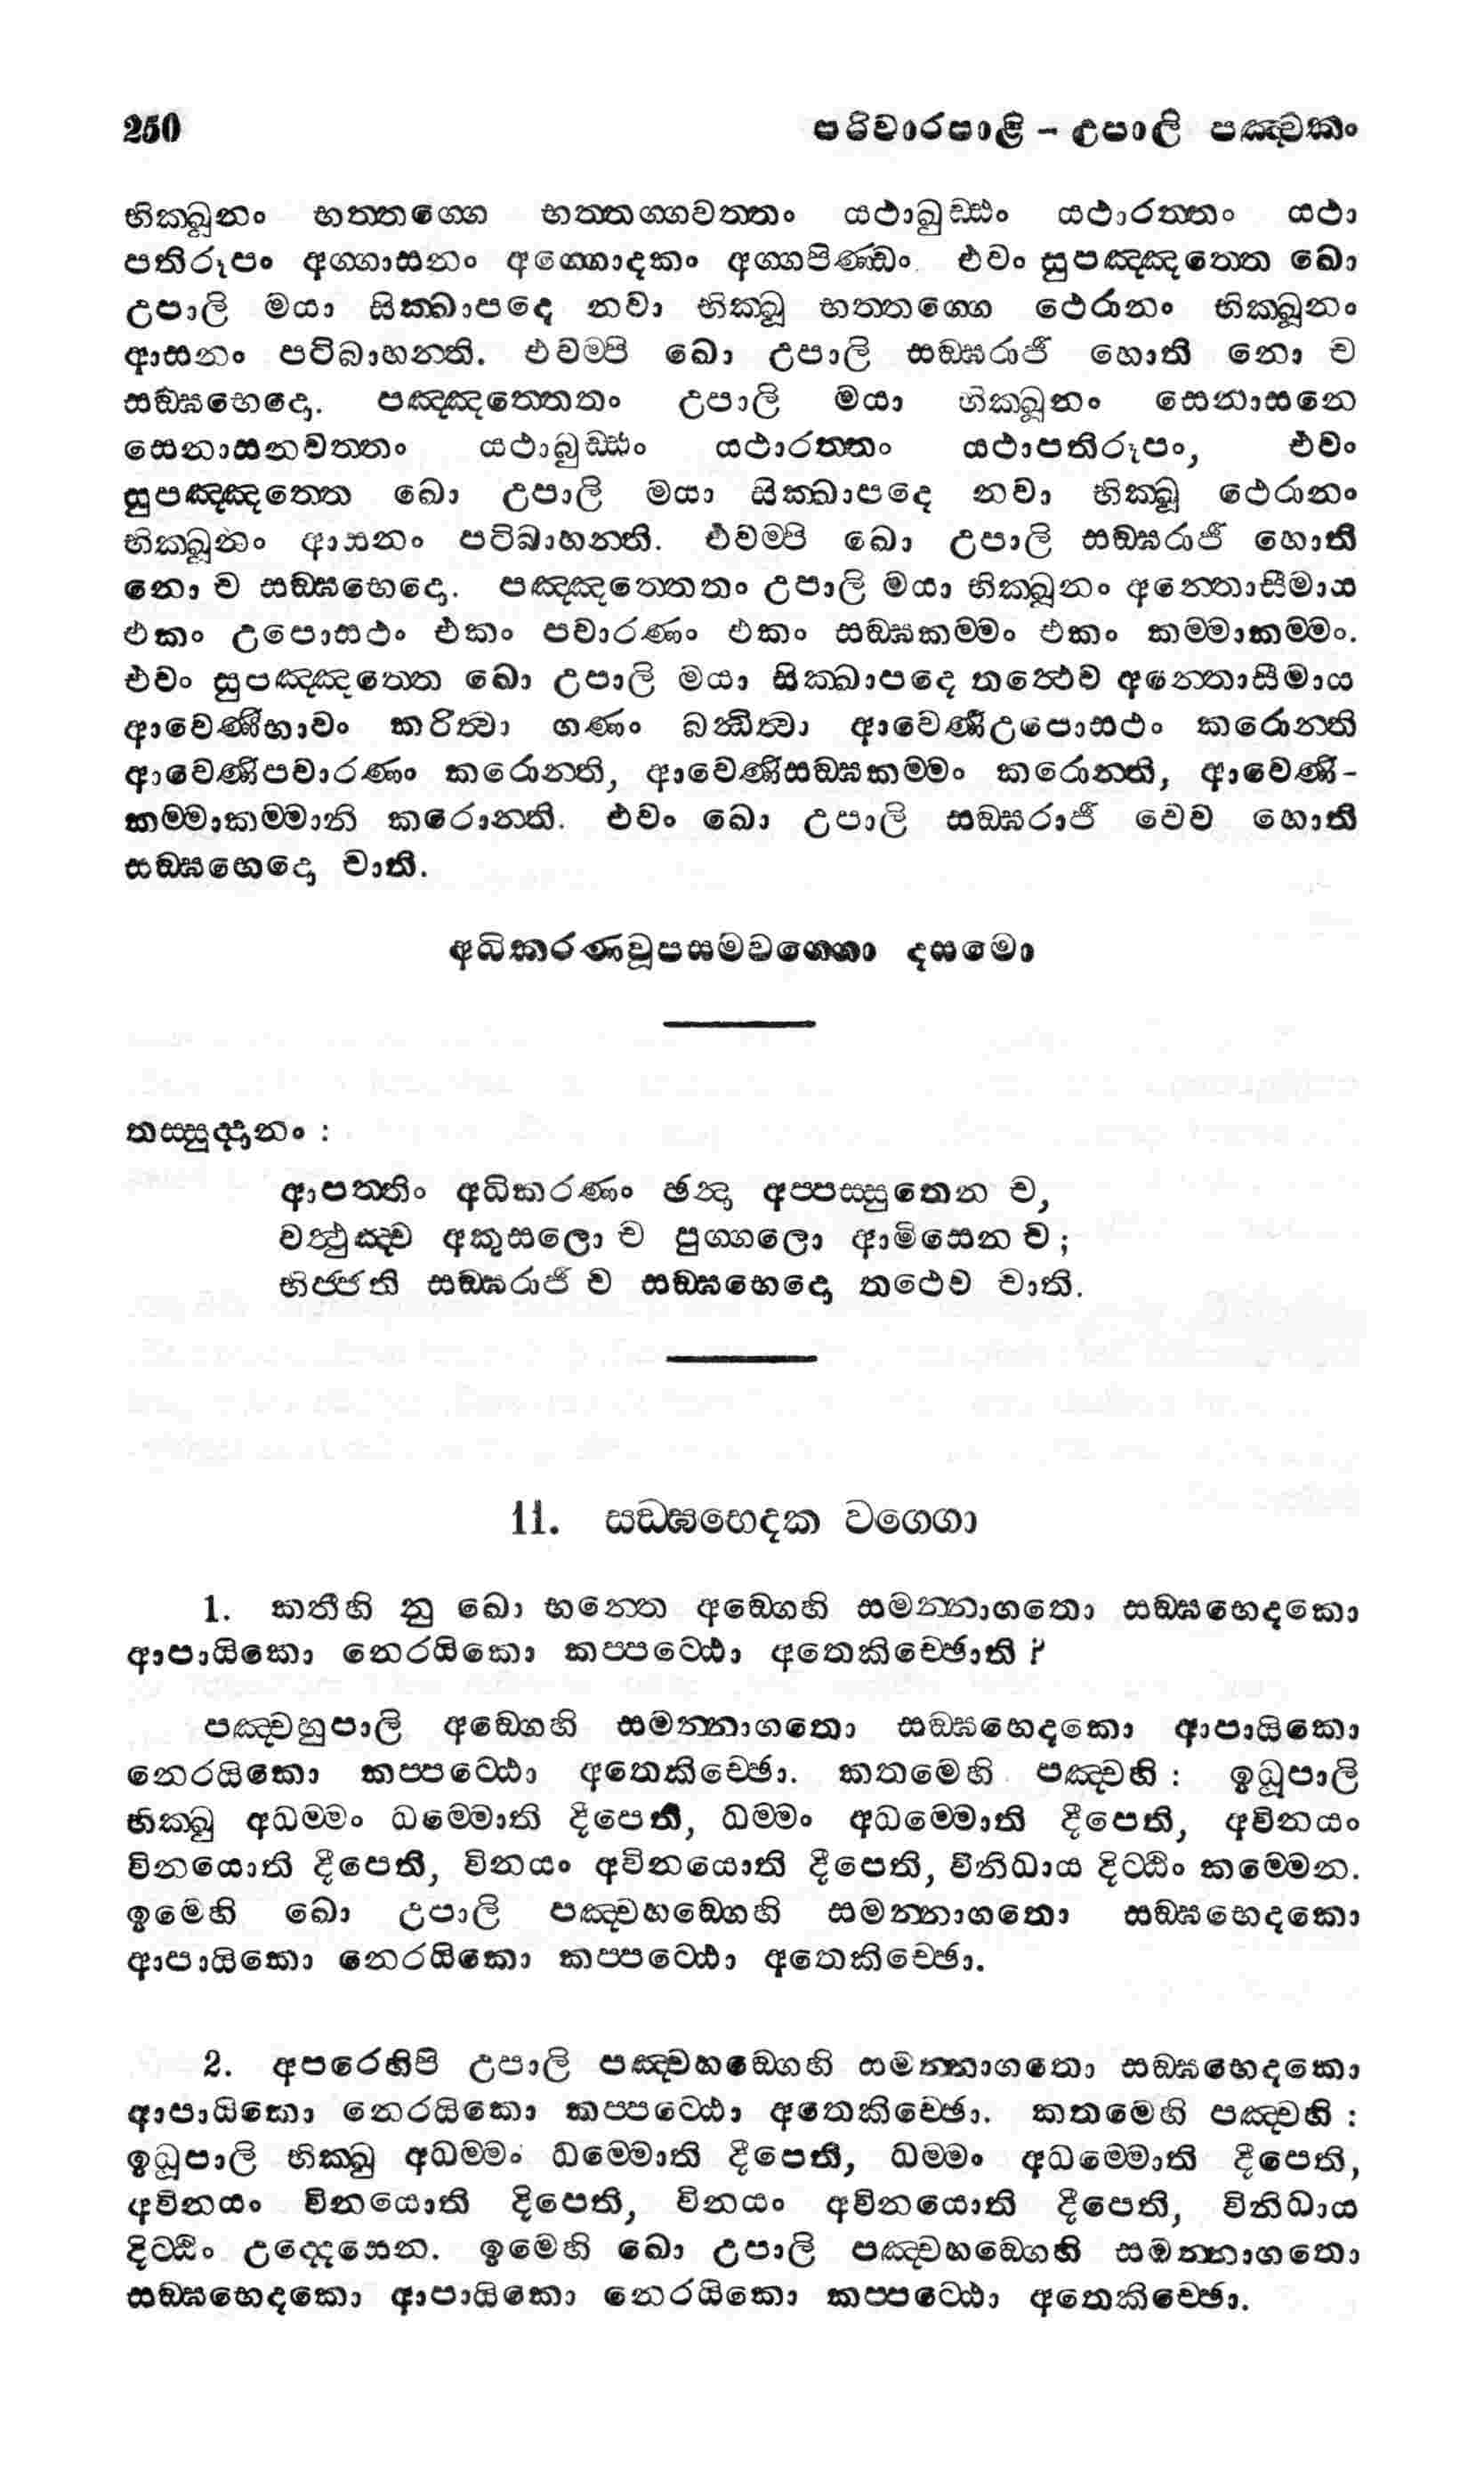 250 පරිවාරපාළි – උපාලි පඤ්චකං
භික්ඛූනං භත්තග්ගෙ භත්තග්ගවත්තං යථාබුඩ්ඪං යථාරත්තං යථා
පතිරූපං අග්ගාසනං අග්ගොදකං අග්ගපිණ්ඩං. එවං සුපඤ්ඤත්තෙ ඛො
උපාලි මයා සික්ඛාපදෙ නවා භික්ඛූ භත්තග්ගෙ ථෙරානං භික්ඛූනං
ආසනං පටිබාහන්ති. එවම්පි ඛො උපාලි සඞ්ඝරාජී හොති නො ච
සඞ්ඝභෙදො. පඤ්ඤත්තෙතං උපාලි මයා භික්ඛූනං සෙනාසනෙ
සෙනාසනවත්තං යථාබුඩ්ඪං යථාරත්තං යථාපතිරූපං, එවං
සුපඤ්ඤත්තෙ ඛො උපාලි මයා සික්ඛාපදෙ නවා භික්ඛූ ථෙරානං
භික්ඛූනං ආසනං පටිබාහන්ති. එවම්පි ඛො උපාලි සඞ්ඝරාජී හොති
නො ච සඞ්ඝභෙදො. පඤ්ඤත්තෙතං උපාලි මයා භික්ඛූනං අන්තොසීමාය
එකං උපොසථං එකං පවාරණං එකං සඞ්ඝකම්මං එකං කම්මාකම්මං.
එවං සුපඤ්ඤත්තෙ ඛො උපාලි මයා සික්ඛාපදෙ තත්ථෙව අන්තොසීමාය
ආවෙණිභාවං කරිත්වා ගණං බන්ධිත්වා ආවෙණිඋපොසථං කරොන්ති
ආවෙණිපවාරණං කරොන්ති, ආවෙණිසඞ්ඝකම්මං කරොන්ති, ආවෙණි-
කම්මාකම්මානි කරොන්ති. එවං ඛො උපාලි සඞ්ඝරාජී චෙව හොති
සඞ්ඝභෙදො චාති.
අධිකරණවූපසමවග්ගො දසමො
තස්සුද්දානං :
ආපත්තිං අධිකරණං ඡන්දා අප්පස්සුතෙන ච,
වත්ථුඤ්ච අකුසලො ච පුග්ගලො ආමිසෙන ච;
භිජ්ජති සඞ්ඝරාජි ච සඞ්ඝභෙදො තථෙව චාති.
11. සඞ්ඝභෙදක වග්ගො
1. කතීහි නු ඛො භන්තෙ අඞ්ගෙහි සමන්නාගතො සඞ්ඝභෙදකො
ආපායිකො නෙරයිකො කප්පට්ඨො අතෙකිච්ඡොති ?
පඤ්චහුපාලි අඞ්ගෙහි සමන්නාගතො සඞ්ඝභෙදකො ආපායිකො
නෙරයිකො කප්පට්ඨො අතෙකිච්ඡො. කතමෙහි පඤ්චහි : ඉධූපාලි
භික්ඛු අධම්මං ධම්මොති දීපෙති, ධම්මං අධම්මොති දීපෙති, අවිනයං
විනයොති දීපෙති, විනයං අවිනයොති දීපෙති, විනිධාය දිට්ඨිං කම්මෙන.
ඉමෙහි ඛො උපාලි පඤ්චහඞ්ගෙහි සමන්නාගතො සඞ්ඝභෙදකො
ආපායිකො නෙරයිකො කප්පට්ඨො අතෙකිච්ඡො.
2. අපරෙහිපි උපාලි පඤ්චහඞ්ගෙහි සමන්නාගතො සඞ්ඝභෙදකො
ආපායිකො නෙරයිකො කප්පට්ඨො අතෙකිච්ඡො. කතමෙහි පඤ්චහි :
ඉධූපාලි භික්ඛු අධම්මං ධම්මොති දීපෙති, ධම්මං අධම්මොති දීපෙති,
අවිනයං විනයොති දිපෙති, විනයං අවිනයොති දීපෙති, විනිධාය
දිට්ඨිං උද්දෙසෙන. ඉමෙහි ඛො උපාලි පඤ්චහඞ්ගෙහි සමන්නාගතො
සඞ්ඝභෙදකො ආපායිකො නෙරයිකො කප්පට්ඨො අතෙකිච්ඡො.